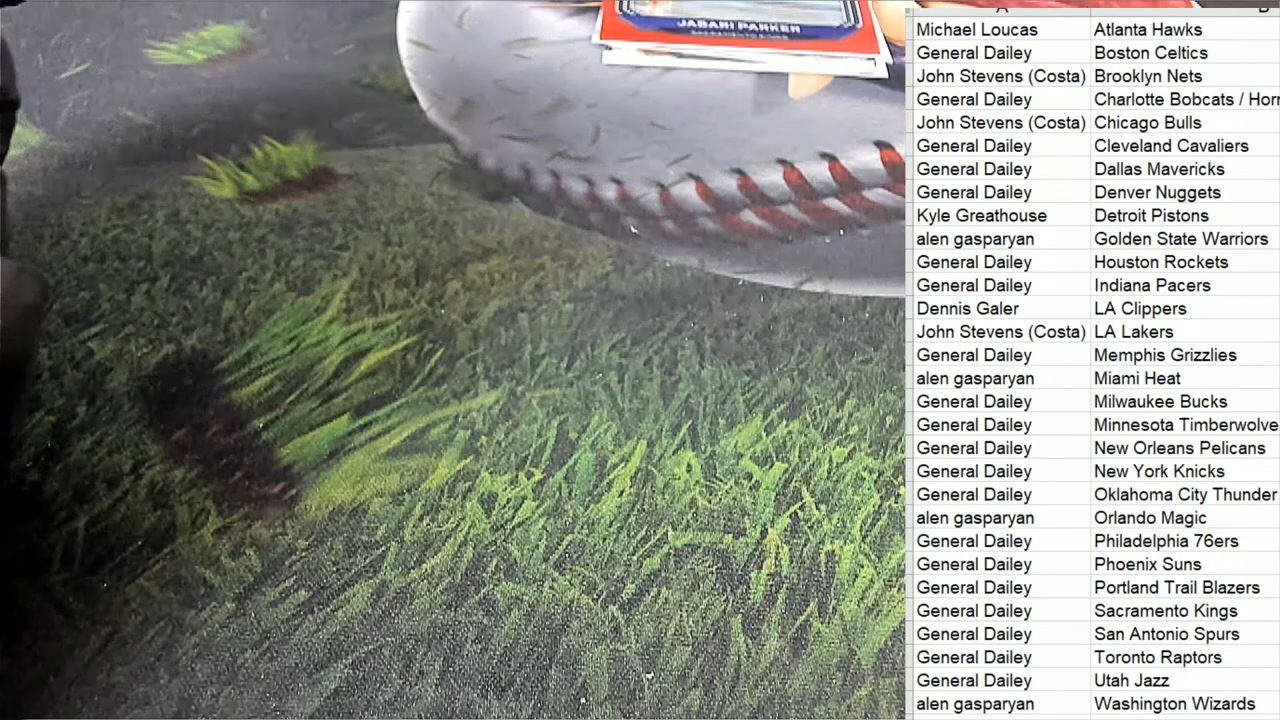 JABARI PARKER
SACRAMENTO KINGS
Michael Loucas Atlanta Hawks
General Dailey Boston Celtics
John Stevens (Costa) Brooklyn Nets
General Dailey Charlotte Bobcats / Horr
John Stevens (Costa) Chicago Bulls
General Dailey Cleveland Cavaliers
General Dailey Dallas Mavericks
General Dailey Denver Nuggets
Kyle Greathouse Detroit Pistons
alen gasparyan Golden State Warriors
General Dailey Houston Rockets
General Dailey Indiana Pacers
Dennis Galer LA Clippers
John Stevens (Costa) LA Lakers
General Dailey Memphis Grizzlies
alen gasparyan Miami Heat
General Dailey Milwaukee Bucks
General Dailey Minnesota Timberwolve
General Dailey New Orleans Pelicans
General Dailey New York Knicks
General Dailey Oklahoma City Thunder
alen gasparyan Orlando Magic
General Dailey Philadelphia 76ers
General Dailey Phoenix Suns
General Dailey Portland Trail Blazers
General Dailey Sacramento Kings
General Dailey San Antonio Spurs
General Dailey Toronto Raptors
General Dailey Utah Jazz
alen gasparyan Washington Wizards